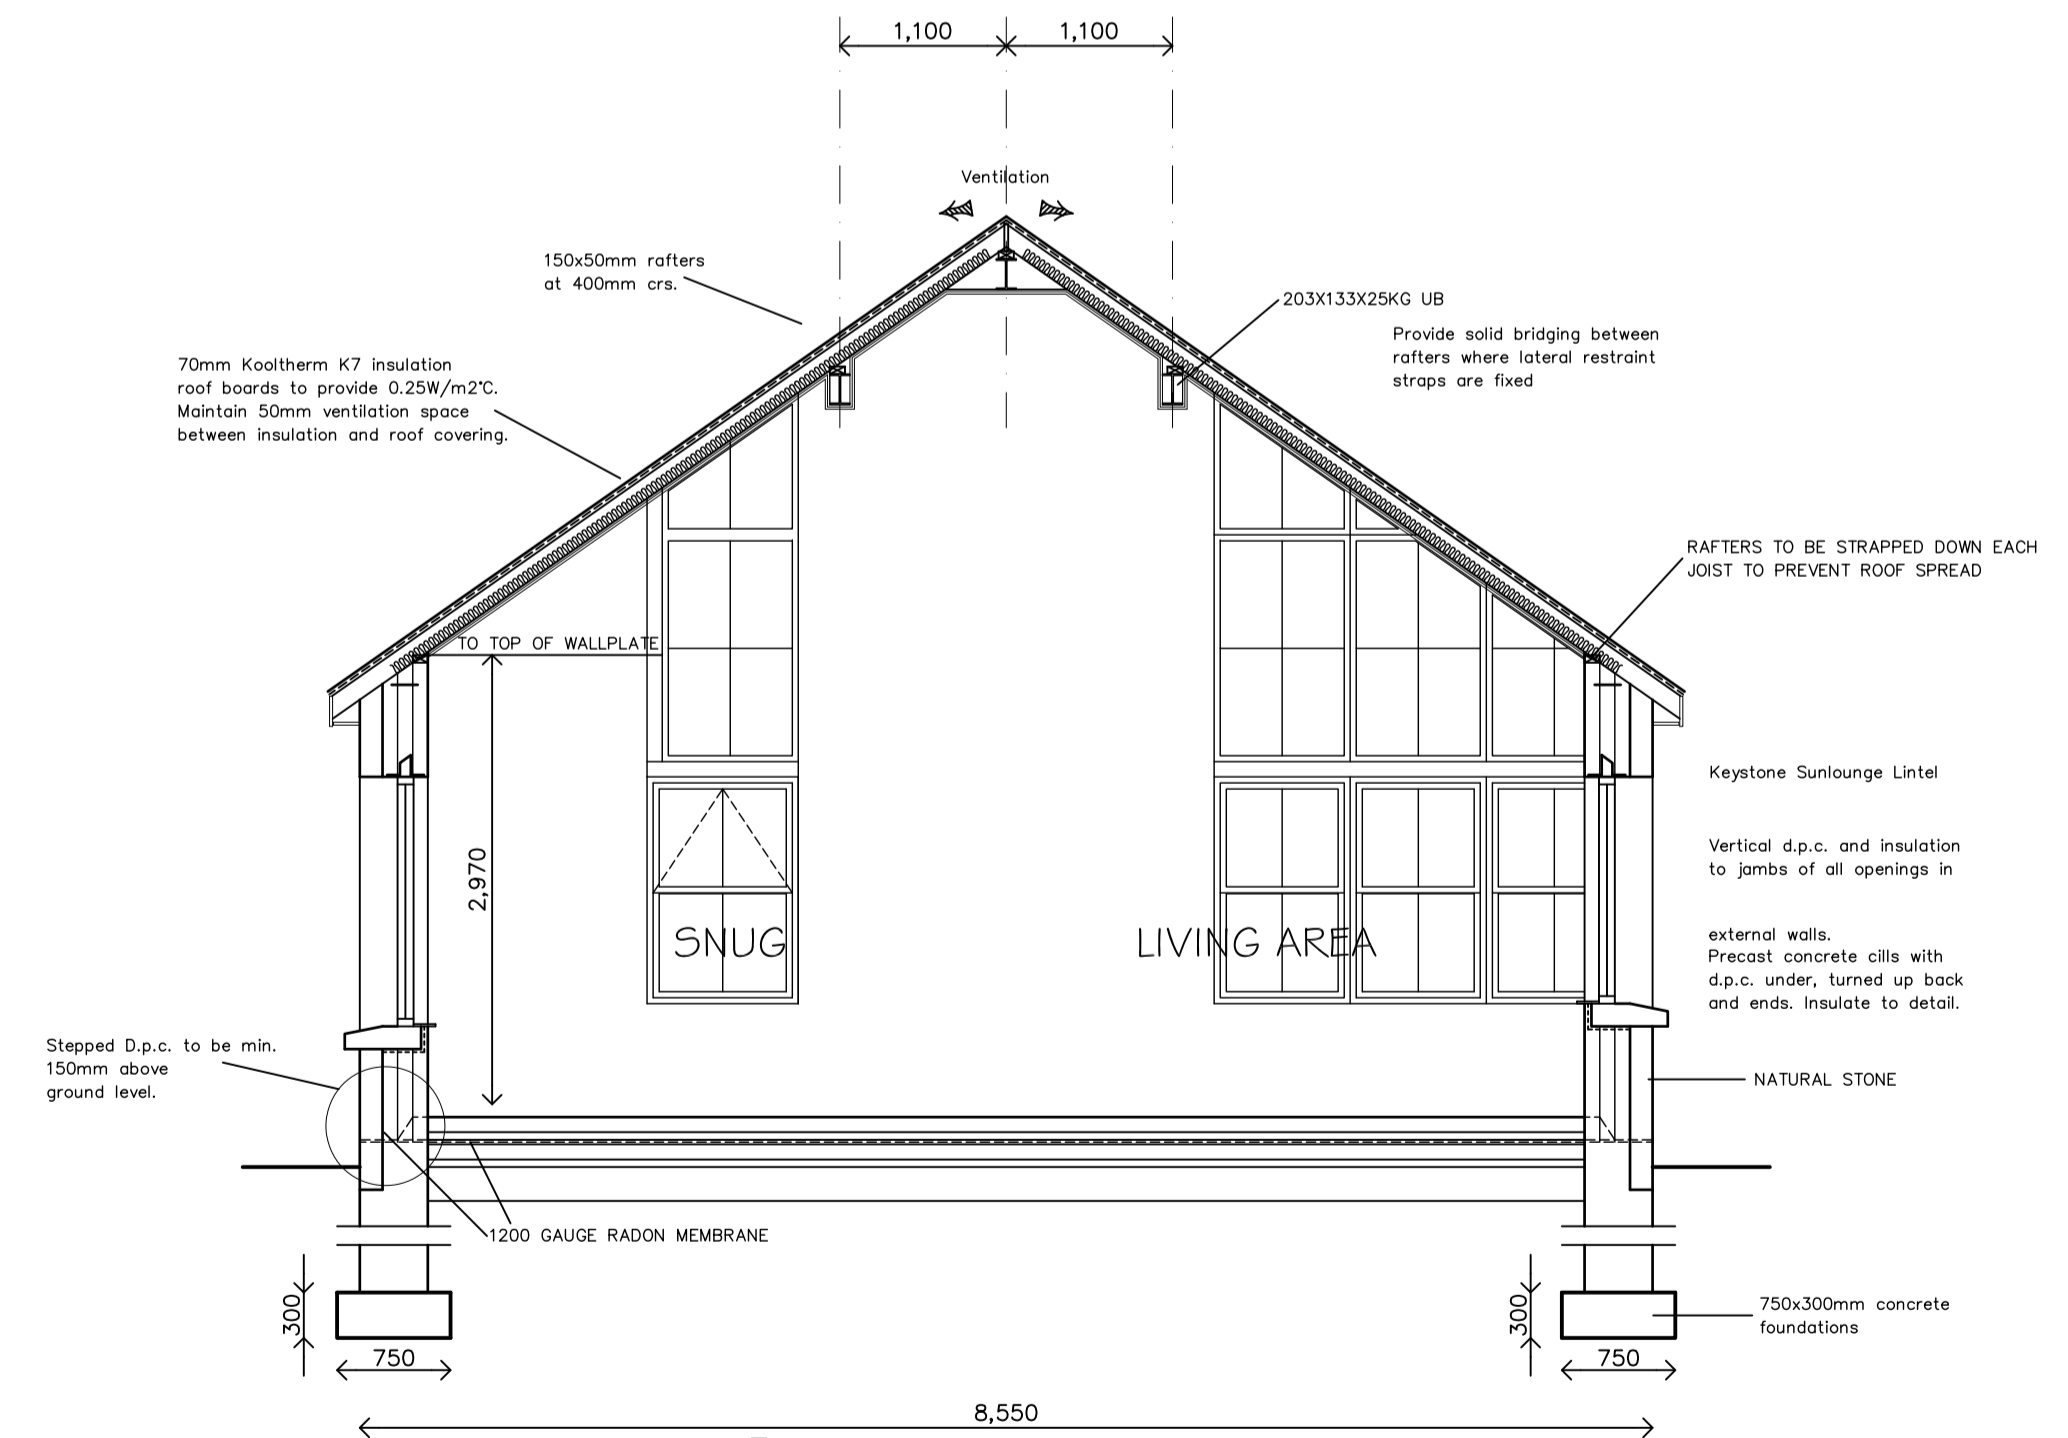 1,100
1,100
Ventilation
150x50mm rafters
at 400mm crs.
203X133X25KG UB
Provide solid bridging between
rafters where lateral restraint
straps are fixed
70mm Kooltherm K7 insulation
roof boards to provide 0.25W/m2°C.
Maintain 50mm ventilation space
between insulation and roof covering.
RAFTERS TO BE STRAPPED DOWN EACH
JOIST TO PREVENT ROOF SPREAD
TO TOP OF WALLPLATE
Keystone Sunlounge Lintel
2,970
Vertical d.p.c. and insulation
to jambs of all openings in
SNUG
LIVING AREA
external walls.
Precast concrete cills with
d.p.c. under, turned up back
and ends. Insulate to detail.
Stepped D.p.c. to be min.
150mm above
ground level.
NATURAL STONE
1200 GAUGE RADON MEMBRANE
300
300
750x300mm concrete
foundations
750
750
8,550